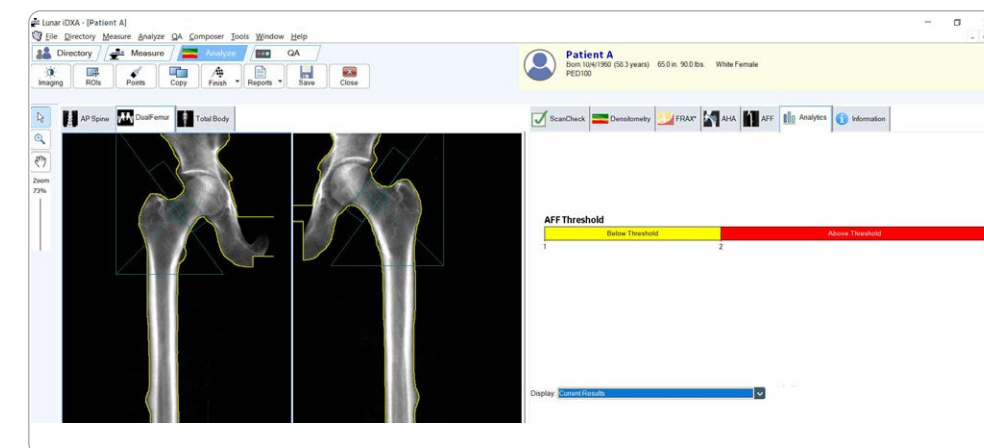 Lunar iDXA - [Patient A]
File Directory Measure Analyze QA Composer Tools Window Help
Directory Measure Analyze QA
Imaging ROIs Points Copy Finish Reports Save Close
Patient A
Born 10/4/1960 (58.3 years) 65.0 in. 90.0 lbs. White Female
PED100
AP Spine DualFemur Total Body
ScanCheck Densitometry FRAX® AHA AFF Analytics Information
Zoom
73%
AFF Threshold
Below Threshold Above Threshold
1 2
Display: Current Results